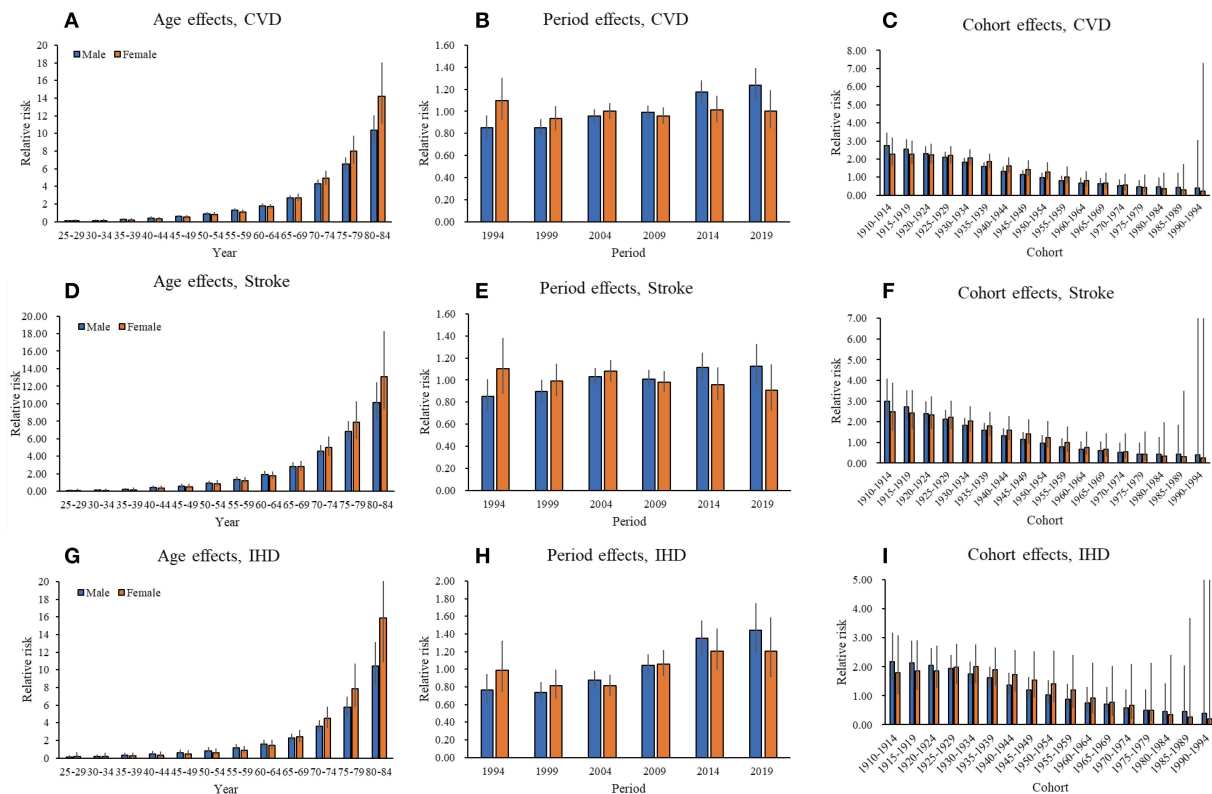 A
Age effects, CVD
Relative risk
20
18
16
14
12
10
8
6
4
2
0
Male Female
25-29 30-34 35-39 40-44 45-49 50-54 55-59 60-64 65-69 70-74 75-79 80-84
Year
B
Period effects, CVD
Relative risk
1.60
1.40
1.20
1.00
0.80
0.60
0.40
0.20
0.00
1994 1999 2004 2009 2014 2019
Period
C
Cohort effects, CVD
Relative risk
8.00
7.00
6.00
5.00
4.00
3.00
2.00
1.00
0.00
1910-1914 1915-1919 1920-1924 1925-1929 1930-1934 1935-1939 1940-1944 1945-1949 1950-1954 1955-1959 1960-1964 1965-1969 1970-1974 1975-1979 1980-1984 1985-1989 1990-1994
Cohort
D
Age effects, Stroke
Relative risk
20.00
18.00
16.00
14.00
12.00
10.00
8.00
6.00
4.00
2.00
0.00
Male Female
25-29 30-34 35-39 40-44 45-49 50-54 55-59 60-64 65-69 70-74 75-79 80-84
Year
E
Period effects, Stroke
Relative risk
1.60
1.40
1.20
1.00
0.80
0.60
0.40
0.20
0.00
1994 1999 2004 2009 2014 2019
Period
F
Cohort effects, Stroke
Relative risk
7.00
6.00
5.00
4.00
3.00
2.00
1.00
0.00
1910-1914 1915-1919 1920-1924 1925-1929 1930-1934 1935-1939 1940-1944 1945-1949 1950-1954 1955-1959 1960-1964 1965-1969 1970-1974 1975-1979 1980-1984 1985-1989 1990-1994
Cohort
G
Age effects, IHD
Relative risk
20
18
16
14
12
10
8
6
4
2
0
Male Female
25-29 30-34 35-39 40-44 45-49 50-54 55-59 60-64 65-69 70-74 75-79 80-84
Year
H
Period effects, IHD
Relative risk
2.00
1.80
1.60
1.40
1.20
1.00
0.80
0.60
0.40
0.20
0.00
1994 1999 2004 2009 2014 2019
Period
I
Cohort effects, IHD
Relative risk
5.00
4.00
3.00
2.00
1.00
0.00
1910-1914 1915-1919 1920-1924 1925-1929 1930-1934 1935-1939 1940-1944 1945-1949 1950-1954 1955-1959 1960-1964 1965-1969 1970-1974 1975-1979 1980-1984 1985-1989 1990-1994
Cohort